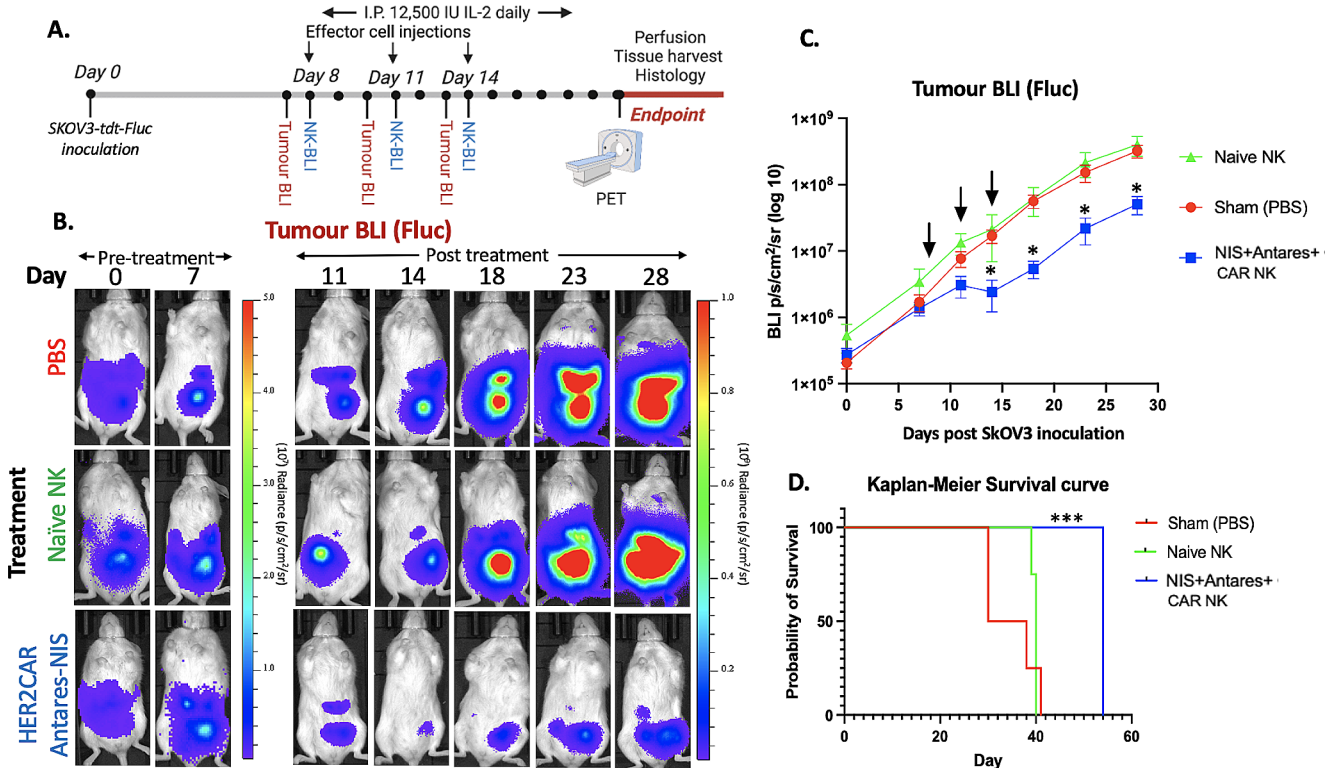 A.
I.P. 12,500 IU IL-2 daily
Effector cell injections
Day 0
Day 8
Day 11
Day 14
Perfusion
Tissue harvest
Histology
SKOV3-tdt-Fluc
inoculation
Tumour BLI
NK-BLI
Tumour BLI
NK-BLI
Tumour BLI
NK-BLI
Endpoint
PET
B.
Tumour BLI (Fluc)
Pre-treatment
Post treatment
Day 0 7 11 14 18 23 28
Treatment
PBS
Naïve NK
HER2CAR
Antares-NIS
5.0
4.0
3.0
2.0
1.0
Radiance (p/s/cm²/sr)
1.0
0.8
0.6
0.4
0.2
Radiance (p/s/cm²/sr)
C.
Tumour BLI (Fluc)
BLI p/s/cm²/sr (log 10)
1×10⁹
1×10⁸
1×10⁷
1×10⁶
1×10⁵
* * * *
0 5 10 15 20 25 30
Days post SkOV3 inoculation
Naive NK
Sham (PBS)
NIS+Antares+
CAR NK
D.
Kaplan-Meier Survival curve
Probability of Survival
100
50
0
***
0 20 40 60
Day
Sham (PBS)
Naive NK
NIS+Antares+
CAR NK